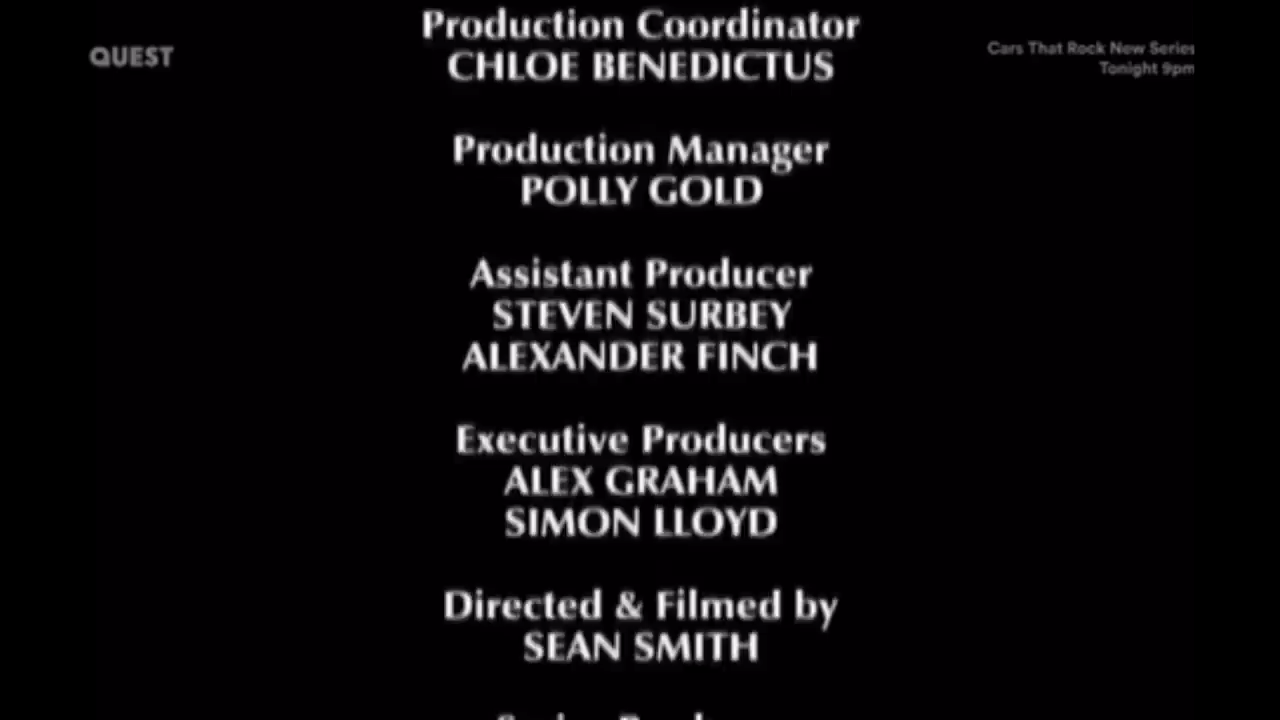 QUEST
Cars That Rock New Series
Tonight 9pm
Production Coordinator
CHLOE BENEDICTUS
Production Manager
POLLY GOLD
Assistant Producer
STEVEN SURBEY
ALEXANDER FINCH
Executive Producers
ALEX GRAHAM
SIMON LLOYD
Directed & Filmed by
SEAN SMITH